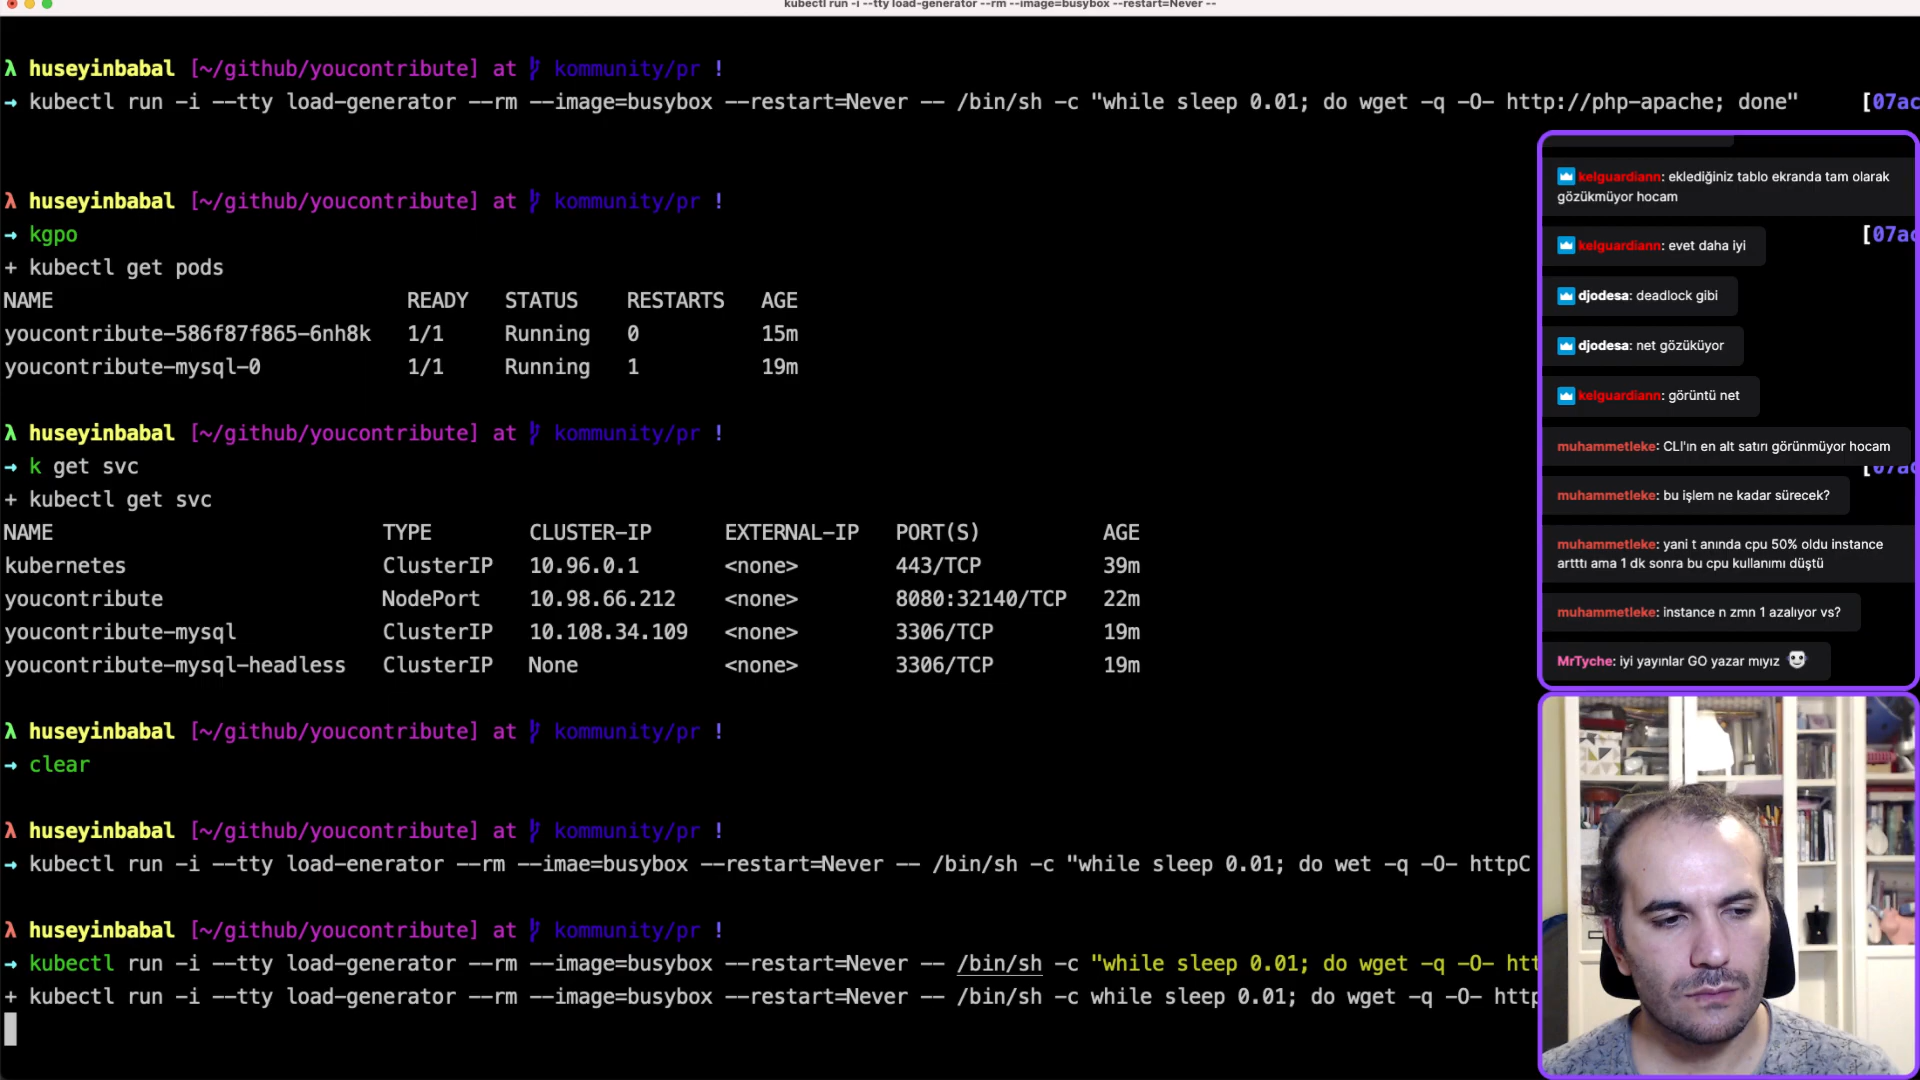 kubectl run -i --tty load-generator --rm --image=busybox --restart=Never --
λ huseyinbabal [~/github/youcontribute] at kommunity/pr !
→ kubectl run -i --tty load-generator --rm --image=busybox --restart=Never -- /bin/sh -c "while sleep 0.01; do wget -q -O- http://php-apache; done" [07ac
λ huseyinbabal [~/github/youcontribute] at kommunity/pr !
→ kgpo [07ac
+ kubectl get pods
NAME READY STATUS RESTARTS AGE
youcontribute-586f87f865-6nh8k 1/1 Running 0 15m
youcontribute-mysql-0 1/1 Running 1 19m
λ huseyinbabal [~/github/youcontribute] at kommunity/pr !
→ k get svc [07ac
+ kubectl get svc
NAME TYPE CLUSTER-IP EXTERNAL-IP PORT(S) AGE
kubernetes ClusterIP 10.96.0.1 <none> 443/TCP 39m
youcontribute NodePort 10.98.66.212 <none> 8080:32140/TCP 22m
youcontribute-mysql ClusterIP 10.108.34.109 <none> 3306/TCP 19m
youcontribute-mysql-headless ClusterIP None <none> 3306/TCP 19m
λ huseyinbabal [~/github/youcontribute] at kommunity/pr !
→ clear
λ huseyinbabal [~/github/youcontribute] at kommunity/pr !
→ kubectl run -i --tty load-enerator --rm --imae=busybox --restart=Never -- /bin/sh -c "while sleep 0.01; do wet -q -O- httpC
λ huseyinbabal [~/github/youcontribute] at kommunity/pr !
→ kubectl run -i --tty load-generator --rm --image=busybox --restart=Never -- /bin/sh -c "while sleep 0.01; do wget -q -O- htt
+ kubectl run -i --tty load-generator --rm --image=busybox --restart=Never -- /bin/sh -c while sleep 0.01; do wget -q -O- http
kelguardiann: eklediğiniz tablo ekranda tam olarak
gözükmüyor hocam
kelguardiann: evet daha iyi
djodesa: deadlock gibi
djodesa: net gözüküyor
kelguardiann: görüntü net
muhammetleke: CLI'ın en alt satırı görünmüyor hocam
muhammetleke: bu işlem ne kadar sürecek?
muhammetleke: yani t anında cpu 50% oldu instance
artttı ama 1 dk sonra bu cpu kullanımı düştü
muhammetleke: instance n zmn 1 azalıyor vs?
MrTyche: iyi yayınlar GO yazar mıyız